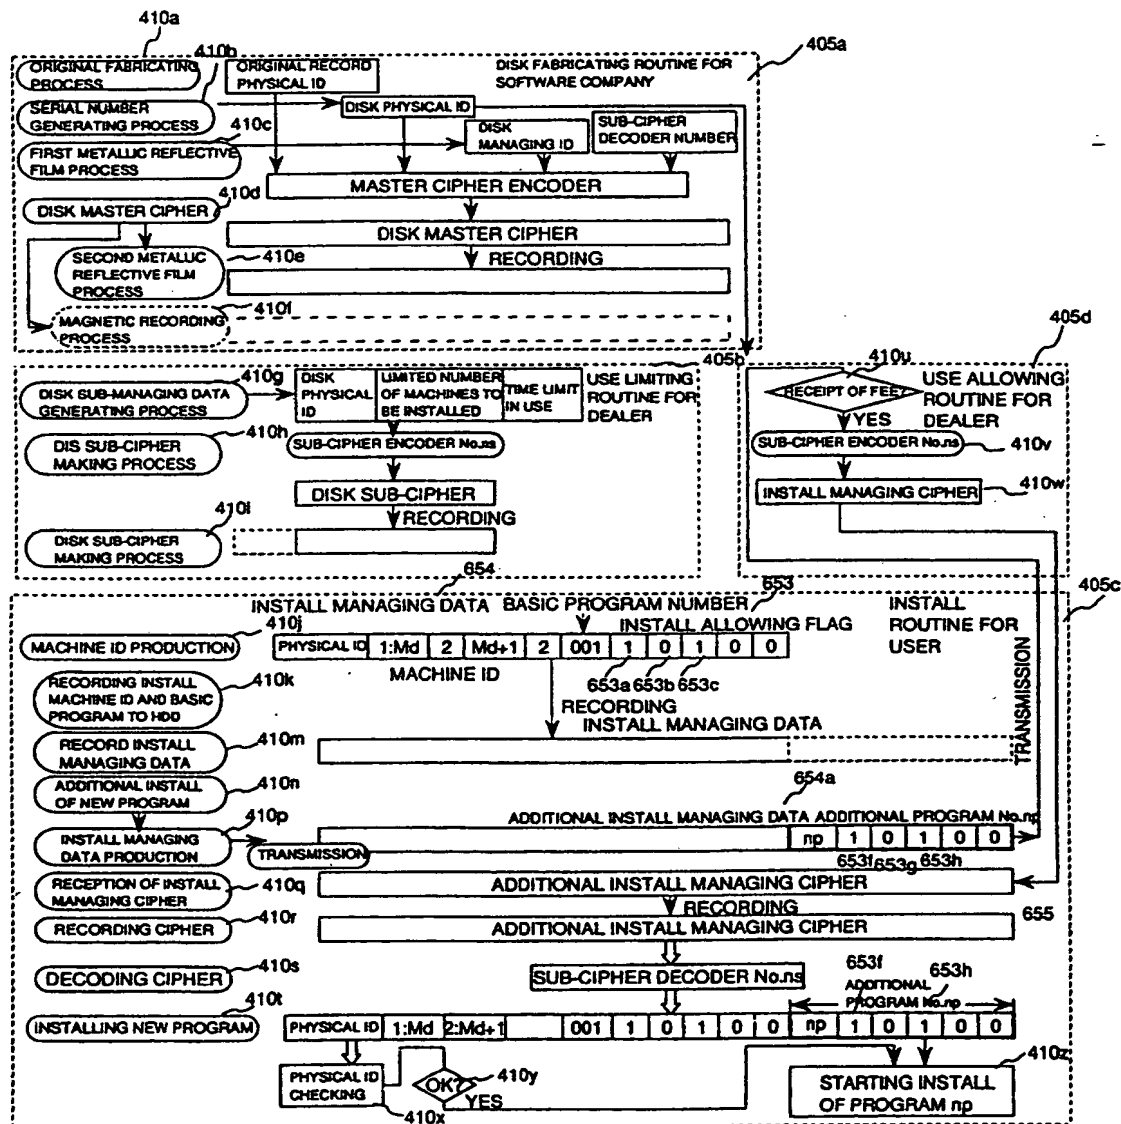 410a
405a
410b
ORIGINAL FABRICATING
PROCESS
ORIGINAL RECORD
PHYSICAL ID
DISK FABRICATING ROUTINE FOR
SOFTWARE COMPANY
SERIAL NUMBER
GENERATING PROCESS
DISK PHYSICAL ID
410c
DISK
MANAGING ID
SUB-CIPHER
DECODER NUMBER
FIRST METALLIC REFLECTIVE
FILM PROCESS
MASTER CIPHER ENCODER
410d
DISK MASTER CIPHER
DISK MASTER CIPHER
SECOND METALLIC
REFLECTIVE FILM
PROCESS
410e
RECORDING
410f
MAGNETIC RECORDING
PROCESS
405d
405b
410u
410g
DISK SUB-MANAGING DATA
GENERATING PROCESS
DISK
PHYSICAL
ID
LIMITED NUMBER
OF MACHINES TO
BE INSTALLED
TIME LIMIT
IN USE
USE LIMITING
ROUTINE FOR
DEALER
RECEIPT OF FEE?
USE ALLOWING
ROUTINE FOR
DEALER
YES
410h
DIS SUB-CIPHER
MAKING PROCESS
SUB-CIPHER ENCODER No.ns
SUB-CIPHER ENCODER No.ns
410v
DISK SUB-CIPHER
INSTALL MANAGING CIPHER
410w
410i
RECORDING
DISK SUB-CIPHER
MAKING PROCESS
654
405c
INSTALL MANAGING DATA BASIC PROGRAM NUMBER
653
INSTALL ALLOWING FLAG
INSTALL
ROUTINE FOR
USER
410j
MACHINE ID PRODUCTION
PHYSICAL ID 1:Md 2 Md+1 2 001 1 0 1 0 0
MACHINE ID
653a 653b 653c
410k
RECORDING INSTALL
MACHINE ID AND BASIC
PROGRAM TO HDD
RECORDING
INSTALL MANAGING DATA
TRANSMISSION
410m
RECORD INSTALL
MANAGING DATA
410n
ADDITIONAL INSTALL
OF NEW PROGRAM
654a
410p
ADDITIONAL INSTALL MANAGING DATA ADDITIONAL PROGRAM No.np
INSTALL MANAGING
DATA PRODUCTION
TRANSMISSION
np 1 0 1 0 0
653f 653g 653h
RECEPTION OF INSTALL
MANAGING CIPHER
410q
ADDITIONAL INSTALL MANAGING CIPHER
RECORDING
410r
RECORDING CIPHER
ADDITIONAL INSTALL MANAGING CIPHER
655
DECODING CIPHER
410s
SUB-CIPHER DECODER No.ns
653f
653h
ADDITIONAL
PROGRAM No.np
410t
INSTALLING NEW PROGRAM
PHYSICAL ID 1:Md 2:Md+1 001 1 0 1 0 0 np 1 0 1 0 0
PHYSICAL ID
CHECKING
OK?
410y
YES
410x
410z
STARTING INSTALL
OF PROGRAM np